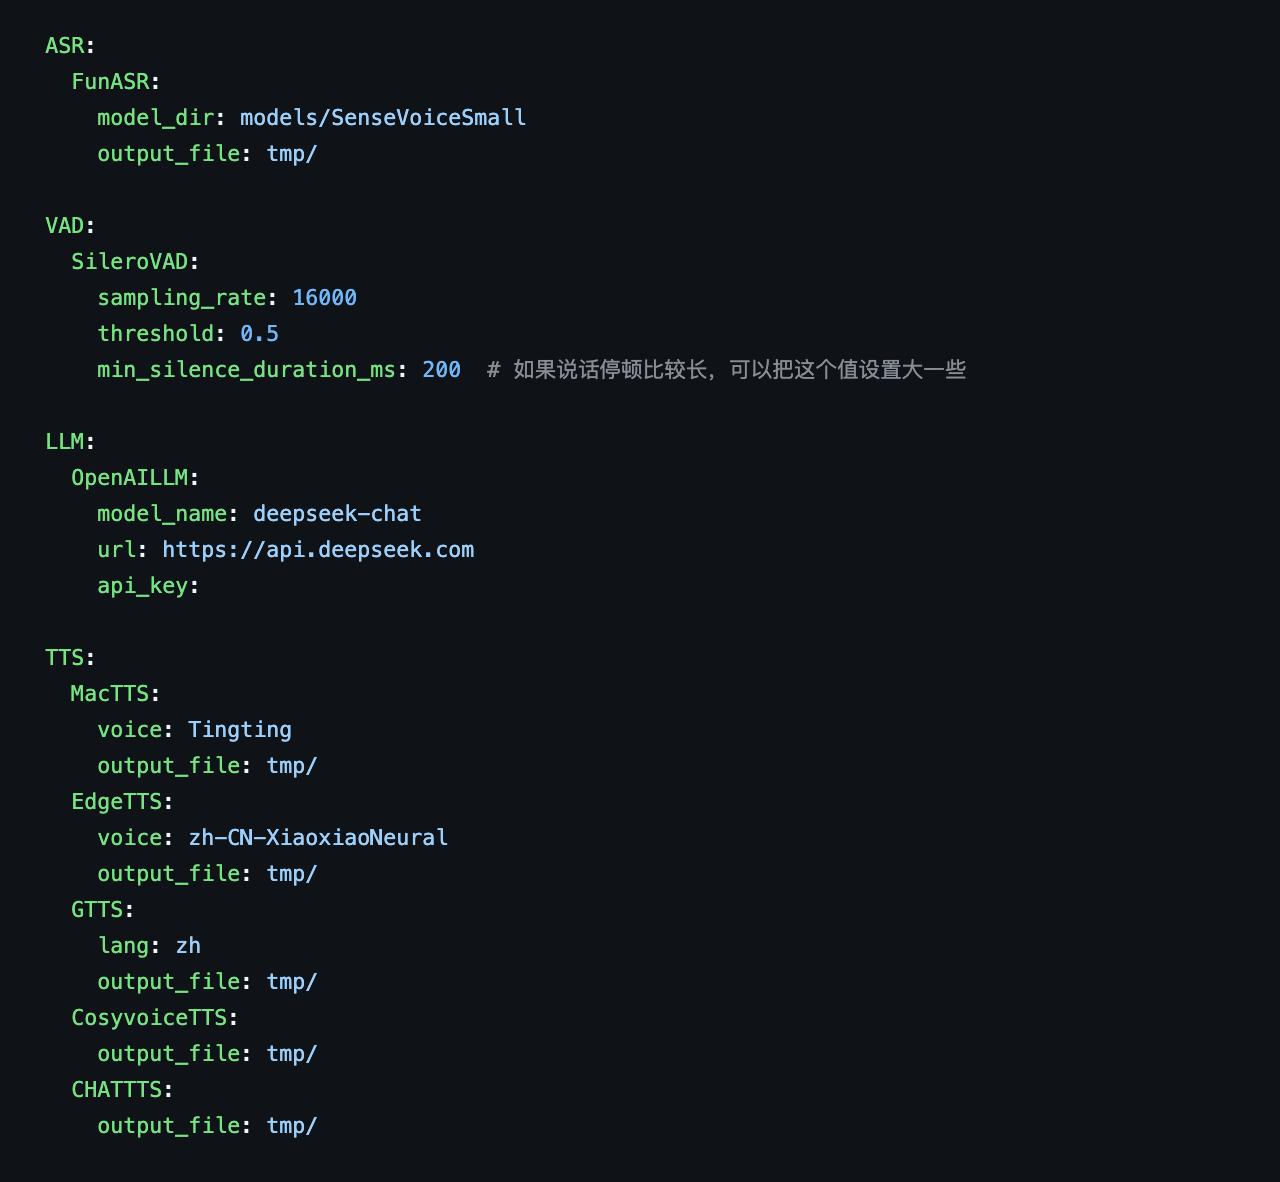 ASR:
  FunASR:
    model_dir: models/SenseVoiceSmall
    output_file: tmp/

VAD:
  SileroVAD:
    sampling_rate: 16000
    threshold: 0.5
    min_silence_duration_ms: 200  # 如果说话停顿比较长，可以把这个值设置大一些

LLM:
  OpenAILLM:
    model_name: deepseek-chat
    url: https://api.deepseek.com
    api_key:

TTS:
  MacTTS:
    voice: Tingting
    output_file: tmp/
  EdgeTTS:
    voice: zh-CN-XiaoxiaoNeural
    output_file: tmp/
  GTTS:
    lang: zh
    output_file: tmp/
  CosyvoiceTTS:
    output_file: tmp/
  CHATTTS:
    output_file: tmp/